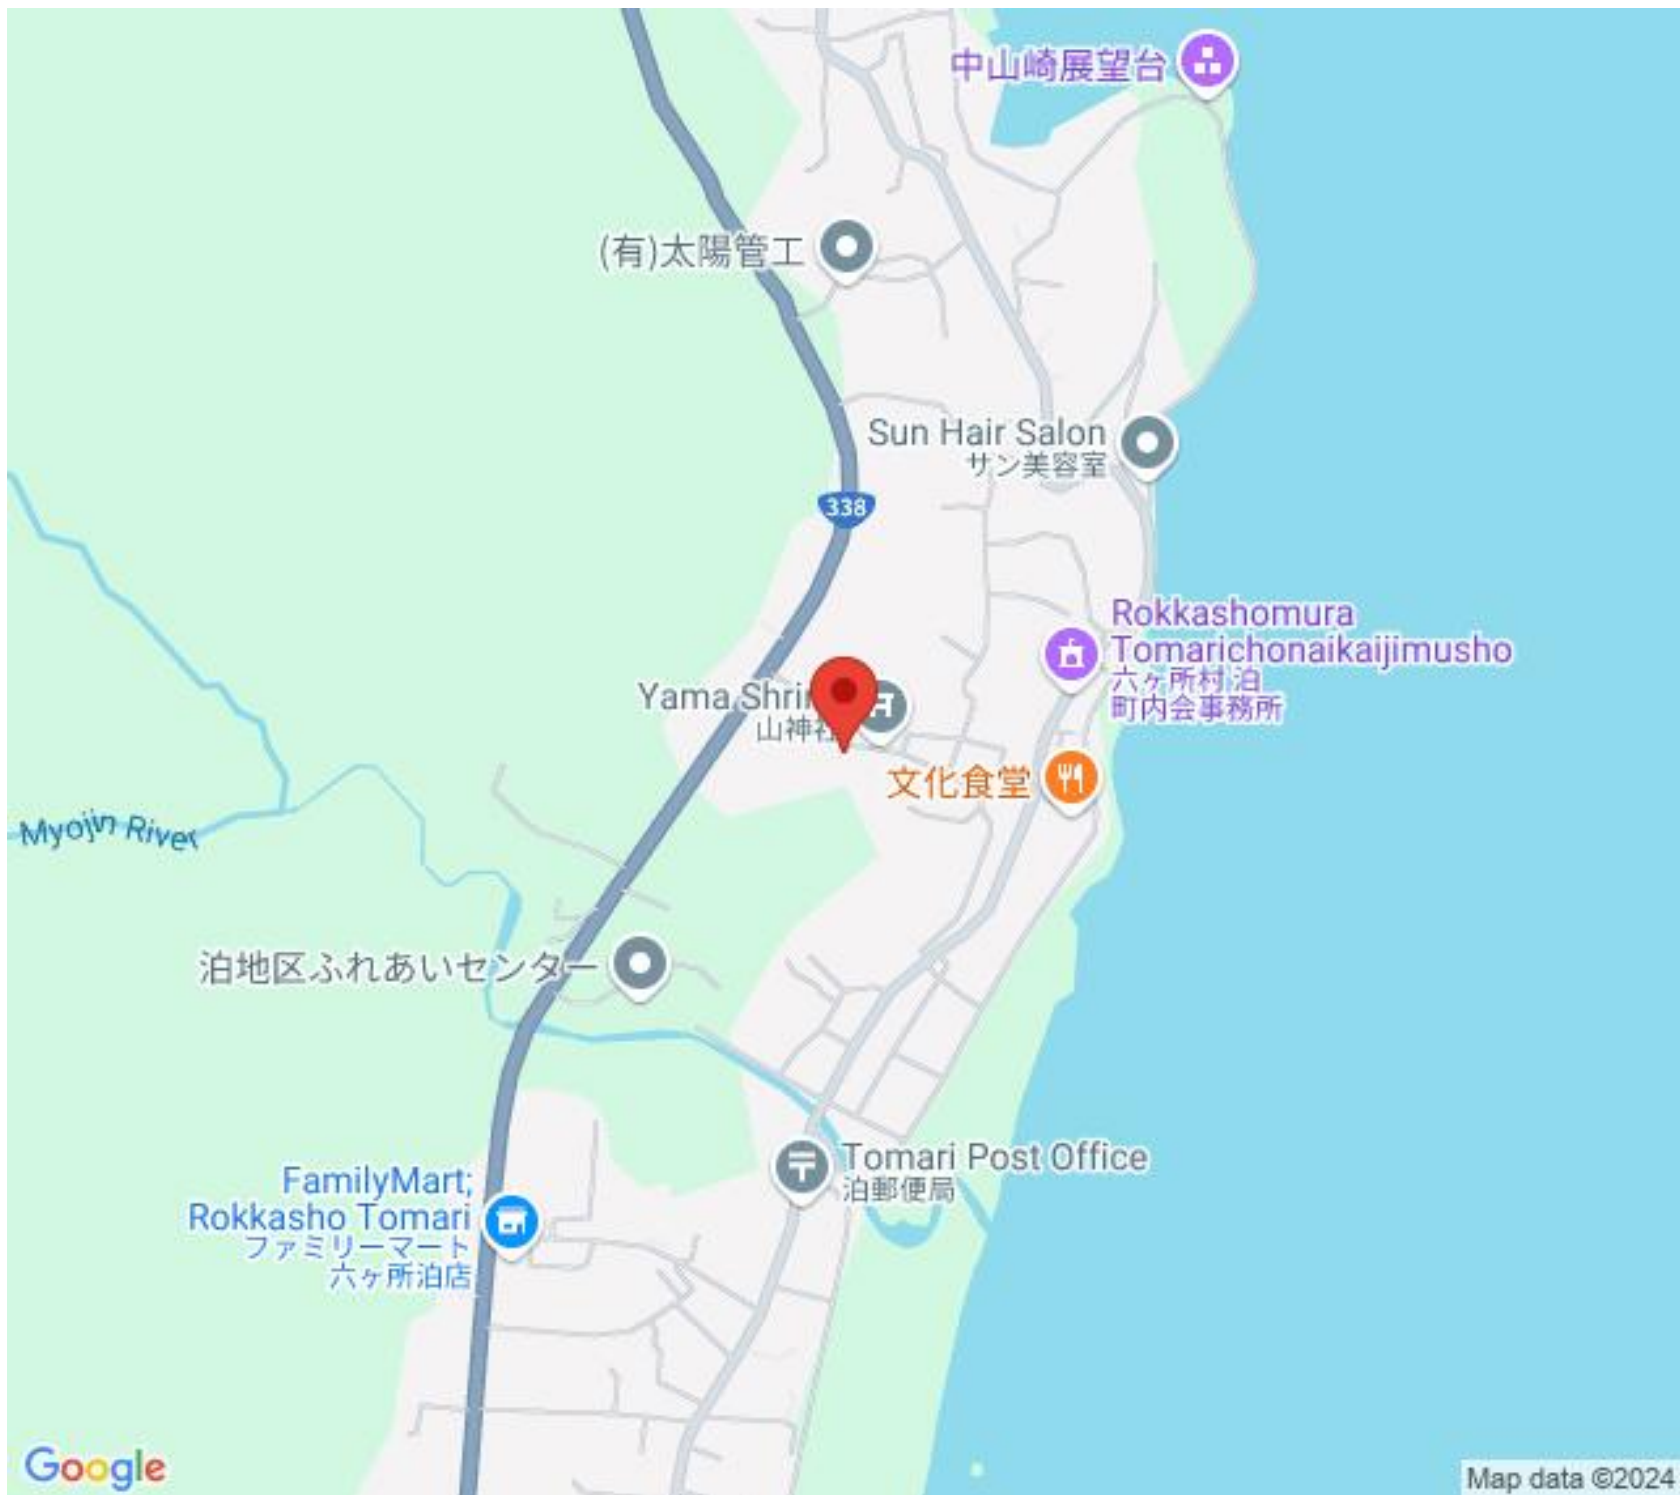 中山崎展望台
(有)太陽管工
Sun Hair Salon
サン美容室
338
Rokkashomura
Tomarichonaikaijimusho
六ヶ所村 泊
町内会事務所
Yama Shri
山神社
文化食堂
Myojin River
泊地区ふれあいセンター
Tomari Post Office
泊郵便局
FamilyMart;
Rokkasho Tomari
ファミリーマート
六ヶ所泊店
Google
Map data ©2024